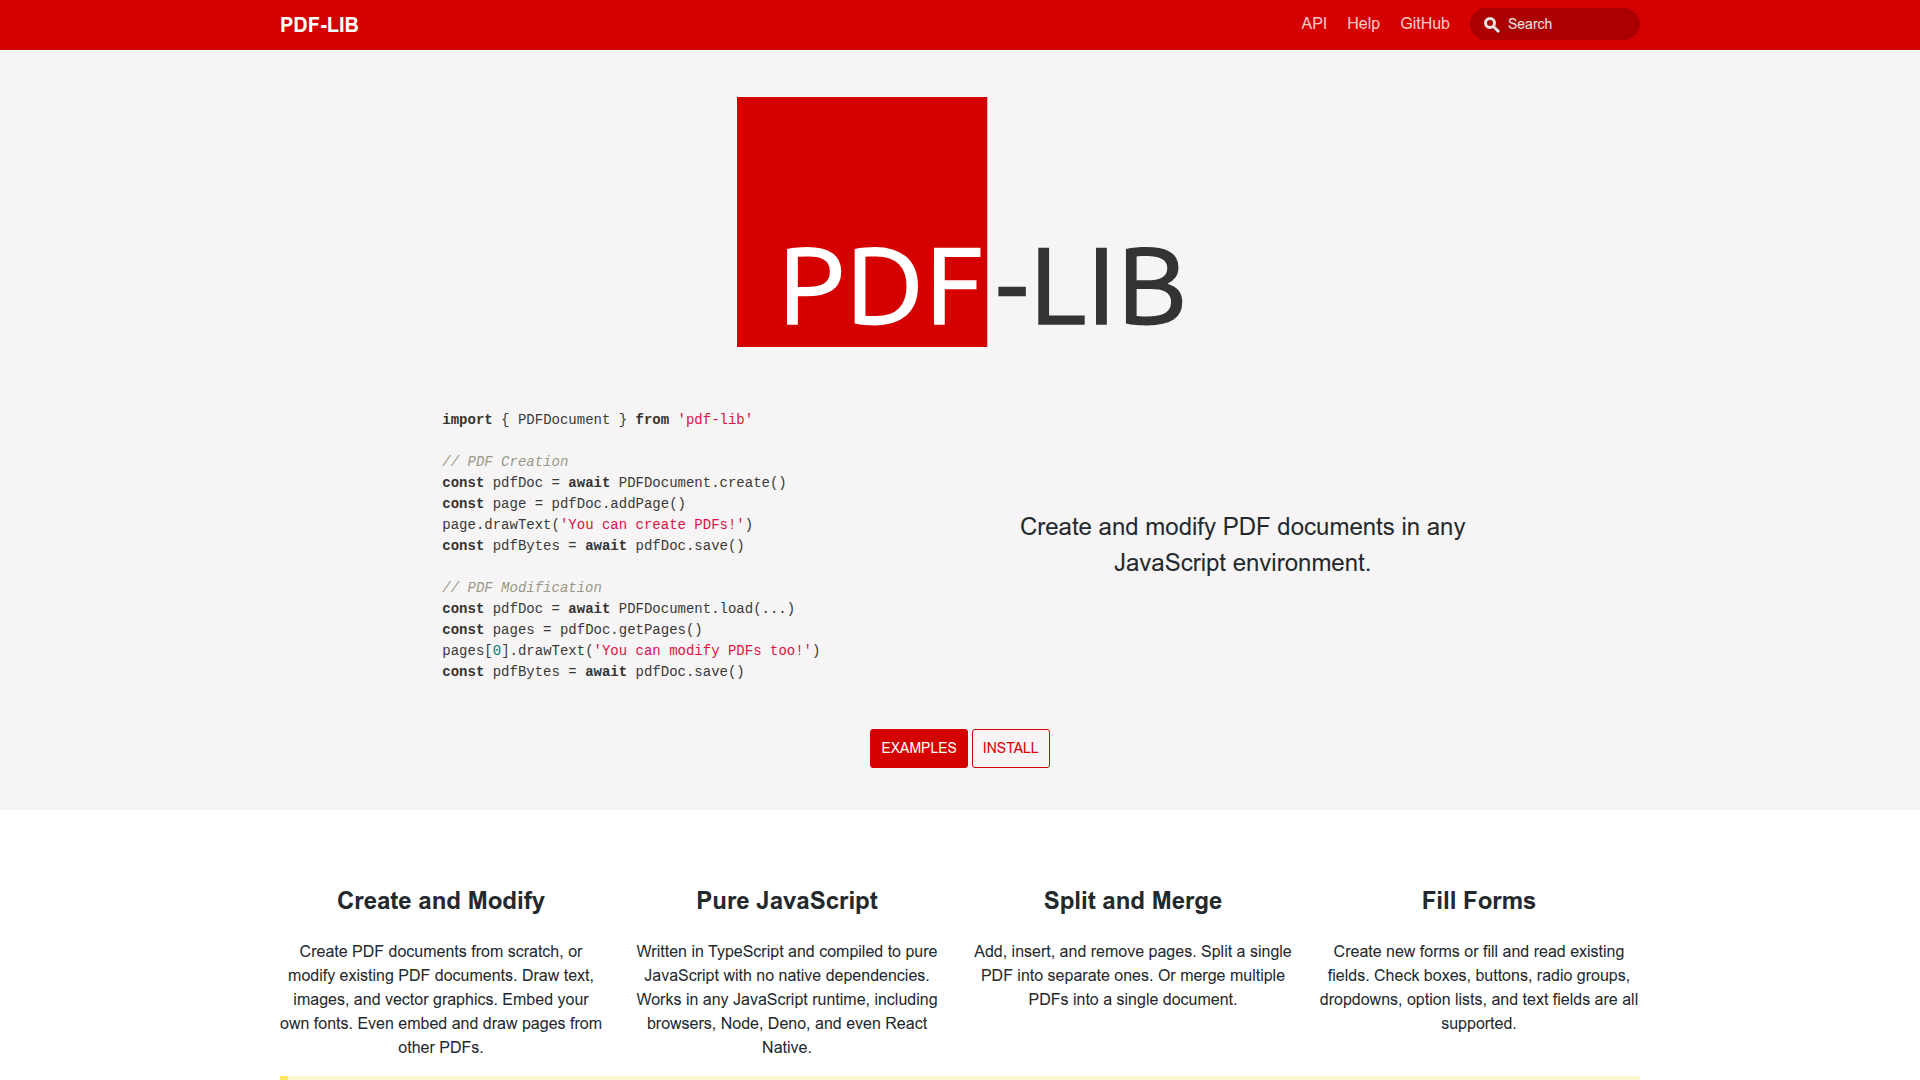 PDF-LIB
API Help GitHub Search
PDF-LIB
import { PDFDocument } from 'pdf-lib'
// PDF Creation
const pdfDoc = await PDFDocument.create()
const page = pdfDoc.addPage()
page.drawText('You can create PDFs!')
const pdfBytes = await pdfDoc.save()
// PDF Modification
const pdfDoc = await PDFDocument.load(...)
const pages = pdfDoc.getPages()
pages[0].drawText('You can modify PDFs too!')
const pdfBytes = await pdfDoc.save()
Create and modify PDF documents in any
JavaScript environment.
EXAMPLES INSTALL
Create and Modify
Create PDF documents from scratch, or
modify existing PDF documents. Draw text,
images, and vector graphics. Embed your
own fonts. Even embed and draw pages from
other PDFs.
Pure JavaScript
Written in TypeScript and compiled to pure
JavaScript with no native dependencies.
Works in any JavaScript runtime, including
browsers, Node, Deno, and even React
Native.
Split and Merge
Add, insert, and remove pages. Split a single
PDF into separate ones. Or merge multiple
PDFs into a single document.
Fill Forms
Create new forms or fill and read existing
fields. Check boxes, buttons, radio groups,
dropdowns, option lists, and text fields are all
supported.